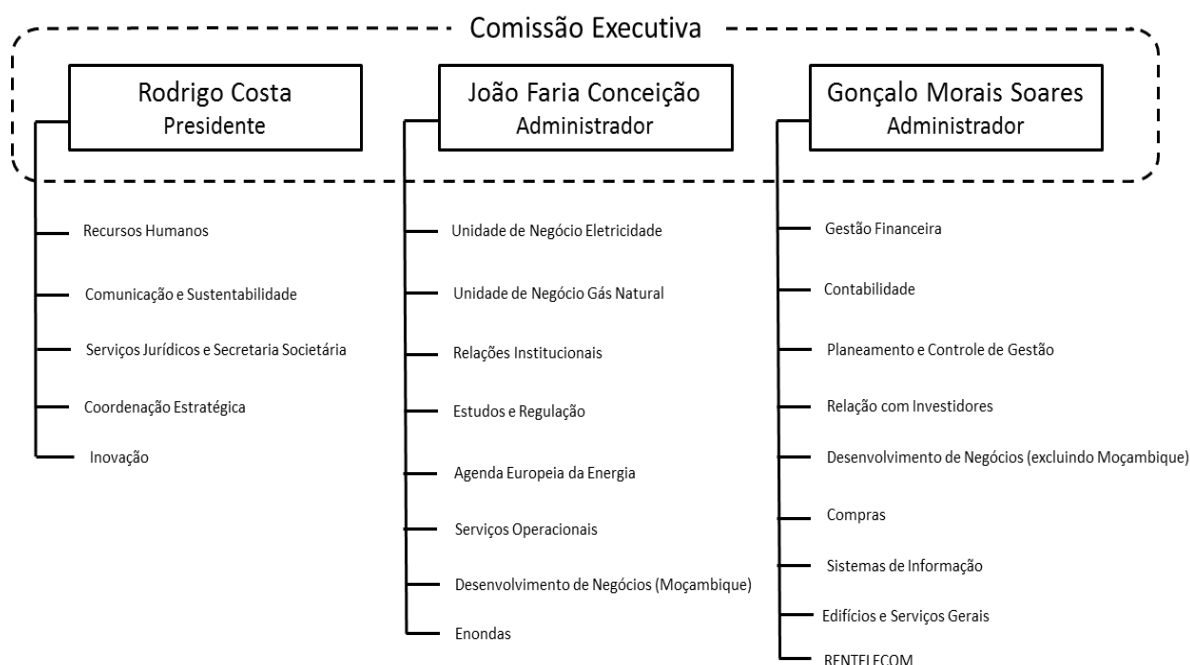 Comissão Executiva
Rodrigo Costa
Presidente
Recursos Humanos
Comunicação e Sustentabilidade
Serviços Jurídicos e Secretaria Societária
Coordenação Estratégica
Inovação
João Faria Conceição
Administrador
Unidade de Negócio Eletricidade
Unidade de Negócio Gás Natural
Relações Institucionais
Estudos e Regulação
Agenda Europeia da Energia
Serviços Operacionais
Desenvolvimento de Negócios (Moçambique)
Enondas
Gonçalo Morais Soares
Administrador
Gestão Financeira
Contabilidade
Planeamento e Controle de Gestão
Relação com Investidores
Desenvolvimento de Negócios (excluindo Moçambique)
Compras
Sistemas de Informação
Edifícios e Serviços Gerais
RENTELECOM